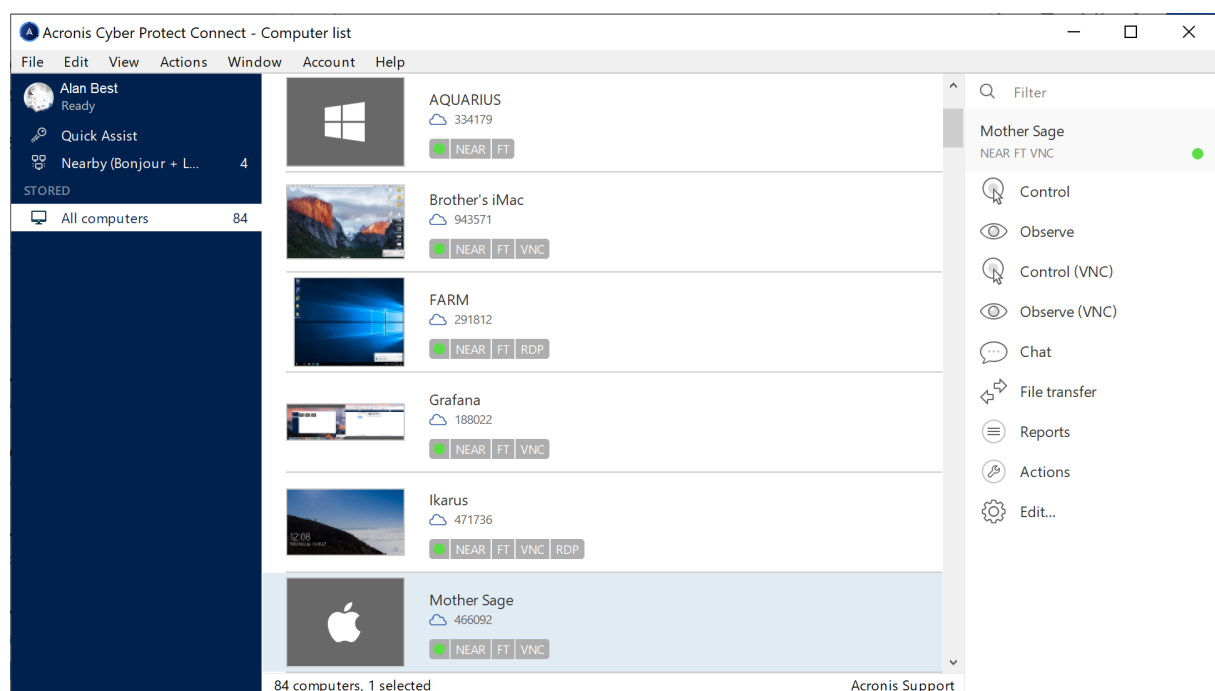 Acronis Cyber Protect Connect - Computer list
File Edit View Actions Window Account Help
Alan Best
Ready
Quick Assist
Nearby (Bonjour + L... 4
STORED
All computers 84
AQUARIUS
334179
NEAR FT
Brother's iMac
943571
NEAR FT VNC
FARM
291812
NEAR FT RDP
Grafana
188022
NEAR FT VNC
Ikarus
471736
NEAR FT VNC RDP
12:08
Mother Sage
466092
NEAR FT VNC
84 computers, 1 selected
Acronis Support
Filter
Mother Sage
NEAR FT VNC
Control
Observe
Control (VNC)
Observe (VNC)
Chat
File transfer
Reports
Actions
Edit...